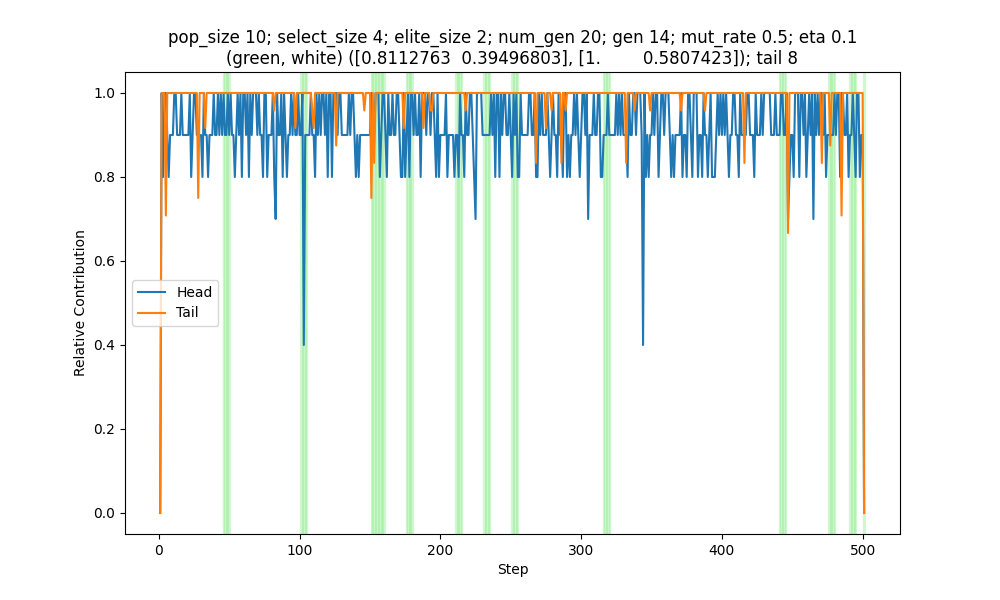 pop_size 10; select_size 4; elite_size 2; num_gen 20; gen 14; mut_rate 0.5; eta 0.1
(green, white) ([0.8112763  0.39496803], [1.        0.5807423]); tail 8
1.0
0.8
0.6
0.4
0.2
0.0
Relative Contribution
Head
Tail
0 100 200 300 400 500
Step